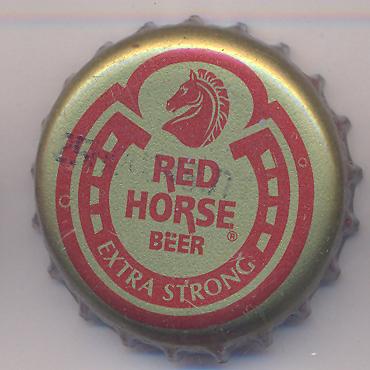 RED
HORSE
BEER ®
EXTRA STRONG